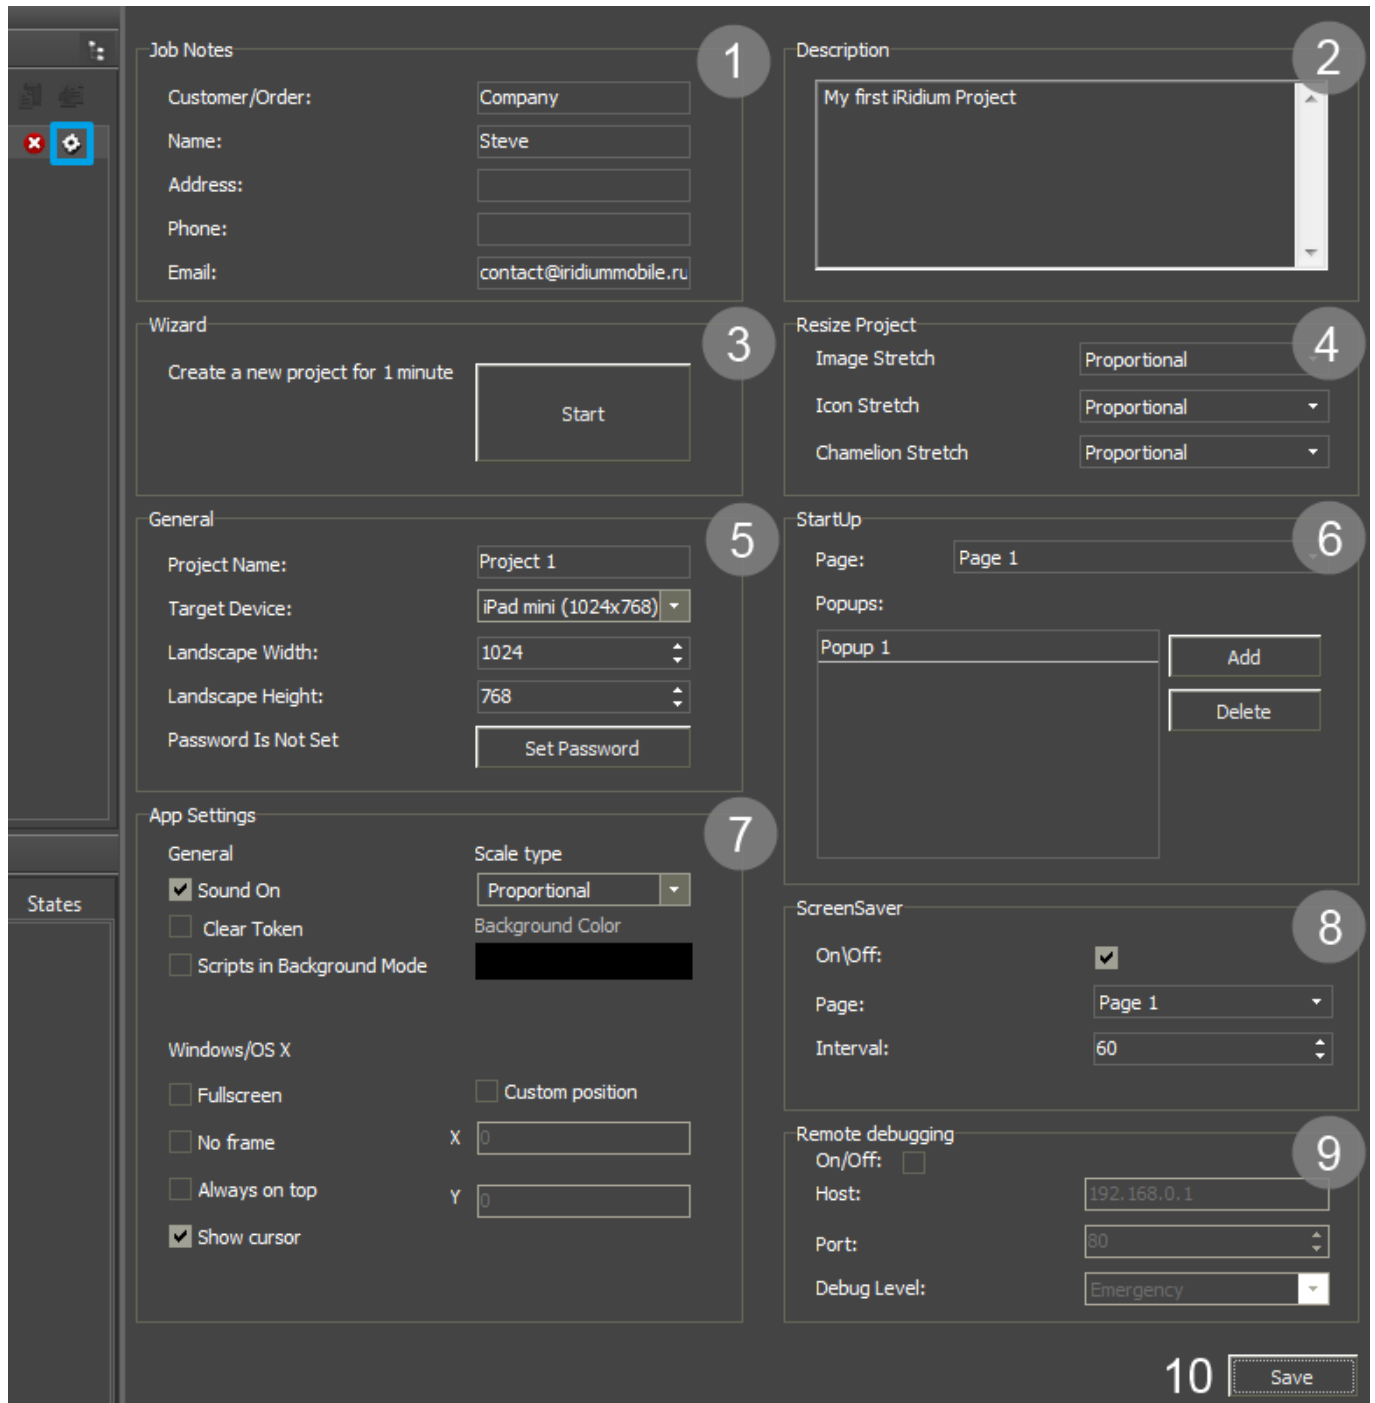 Job Notes
1
Customer/Order:
Company
Name:
Steve
Address:
Phone:
Email:
contact@iridiummobile.ru
Description
2
My first iRidium Project
Wizard
3
Create a new project for 1 minute
Start
Resize Project
4
Image Stretch
Proportional
Icon Stretch
Proportional
Chamelion Stretch
Proportional
General
5
Project Name:
Project 1
Target Device:
iPad mini (1024x768)
Landscape Width:
1024
Landscape Height:
768
Password Is Not Set
Set Password
StartUp
6
Page:
Page 1
Popups:
Popup 1
Add
Delete
App Settings
7
General
Scale type
Sound On
Proportional
Clear Token
Background Color
Scripts in Background Mode
Windows/OS X
Fullscreen
Custom position
No frame
X
0
Always on top
Y
0
Show cursor
States
ScreenSaver
8
On\Off:
Page:
Page 1
Interval:
60
Remote debugging
9
On/Off:
Host:
192.168.0.1
Port:
80
Debug Level:
Emergency
10
Save